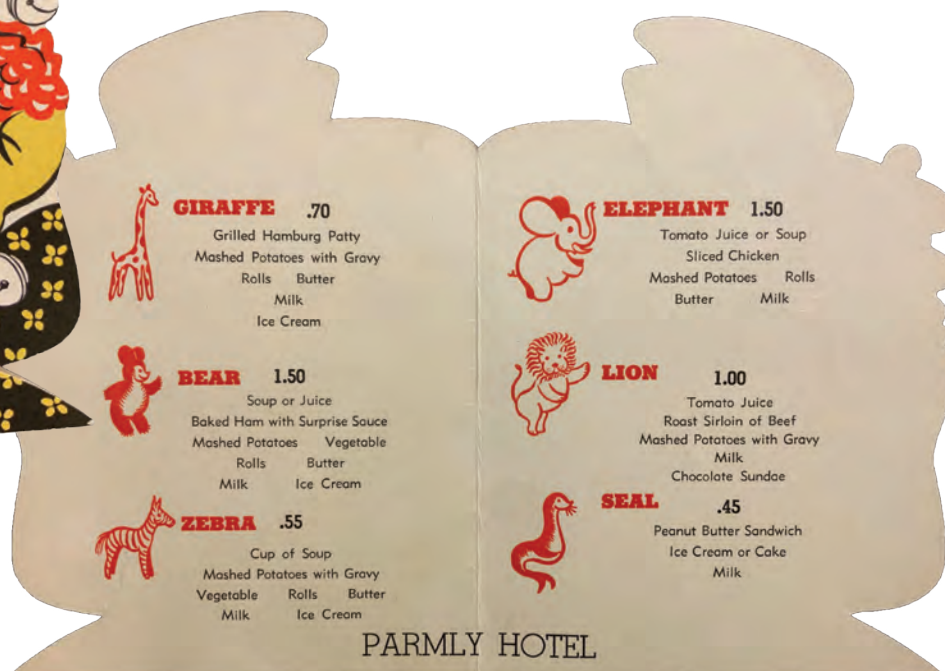 GIRAFFE .70
Grilled Hamburg Patty
Mashed Potatoes with Gravy
Rolls Butter
Milk
Ice Cream
BEAR 1.50
Soup or Juice
Baked Ham with Surprise Sauce
Mashed Potatoes Vegetable
Rolls Butter
Milk Ice Cream
ZEBRA .55
Cup of Soup
Mashed Potatoes with Gravy
Vegetable Rolls Butter
Milk Ice Cream
ELEPHANT 1.50
Tomato Juice or Soup
Sliced Chicken
Mashed Potatoes Rolls
Butter Milk
LION 1.00
Tomato Juice
Roast Sirloin of Beef
Mashed Potatoes with Gravy
Milk
Chocolate Sundae
SEAL .45
Peanut Butter Sandwich
Ice Cream or Cake
Milk
PARMLY HOTEL